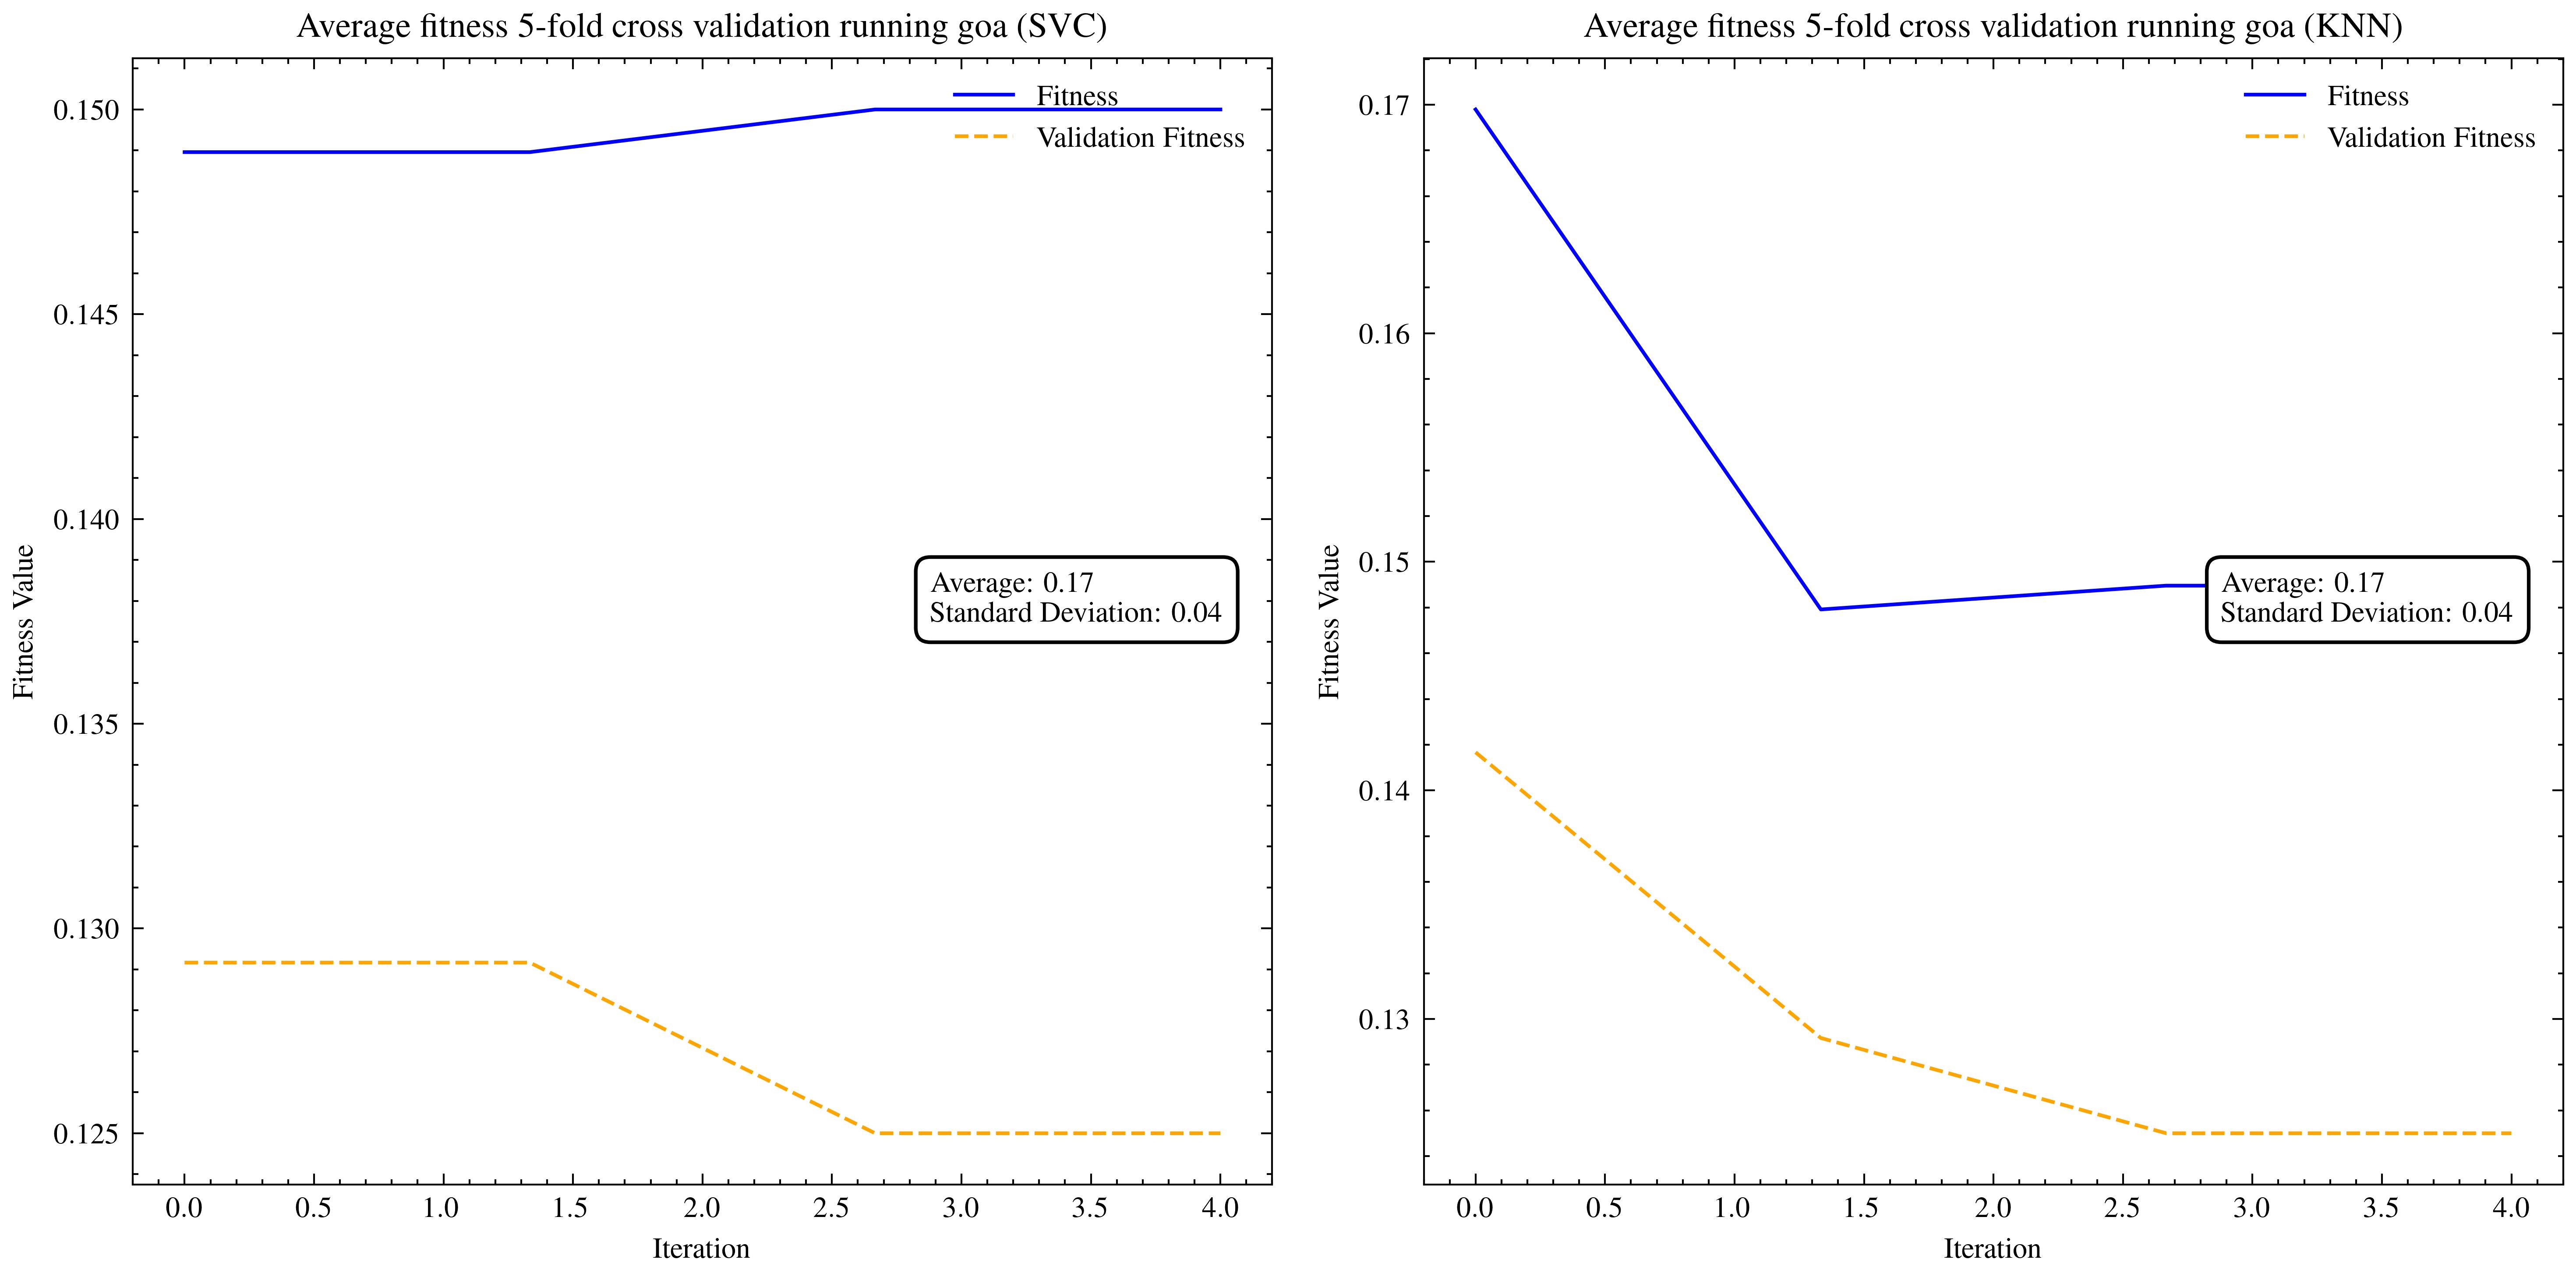 Average fitness 5-fold cross validation running goa (SVC)
Fitness
Validation Fitness
Average: 0.17
Standard Deviation: 0.04
0.150
0.145
0.140
0.135
0.130
0.125
Fitness Value
0.0 0.5 1.0 1.5 2.0 2.5 3.0 3.5 4.0
Iteration
Average fitness 5-fold cross validation running goa (KNN)
Fitness
Validation Fitness
Average: 0.17
Standard Deviation: 0.04
0.17
0.16
0.15
0.14
0.13
Fitness Value
0.0 0.5 1.0 1.5 2.0 2.5 3.0 3.5 4.0
Iteration